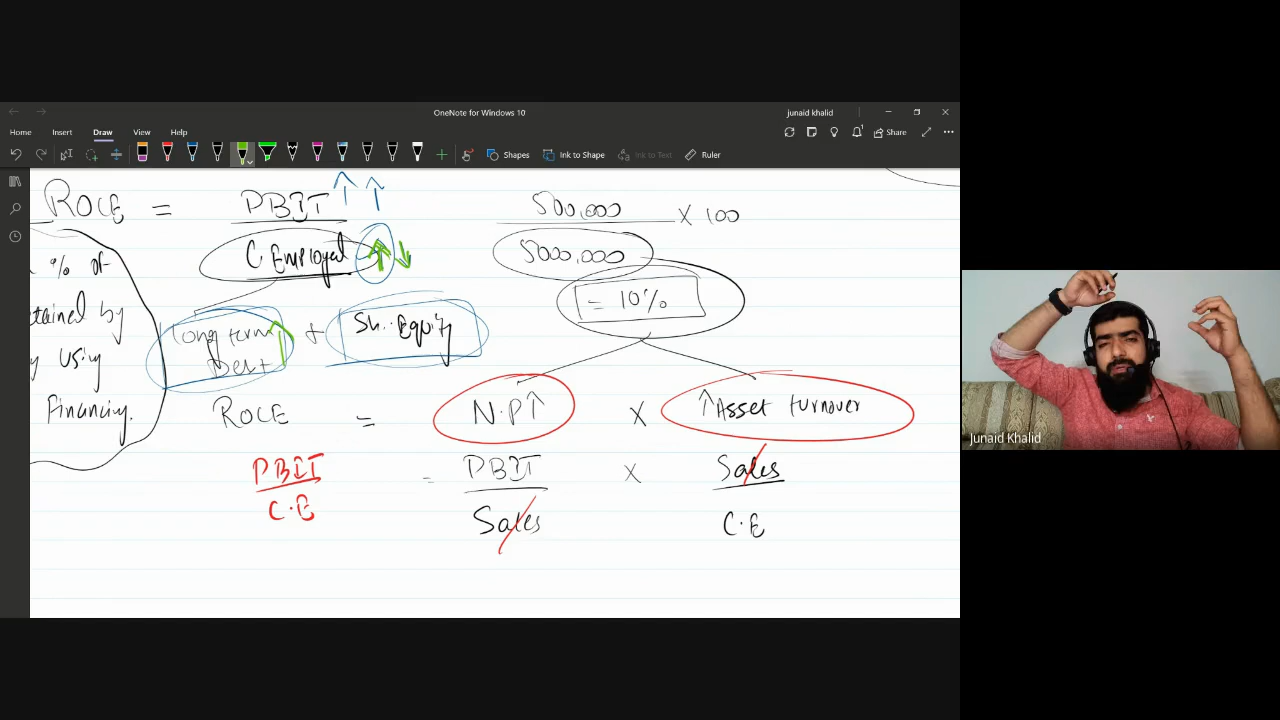 OneNote for Windows 10
junaid khalid
Home Insert Draw View Help
Shapes Ink to Shape Ink to Text Ruler Share
ROCE = PBIT ↑ ↑
C Employed ↑ ↓
500,000 X 100
5000,000
= 10%
% of
tained by
using
Financing.
Long term Debt ↑ + Sh. Equity
ROCE = N.P↑ X ↑Asset turnover
PBIT = PBIT X Sales
C.E Sales C.E
Junaid Khalid